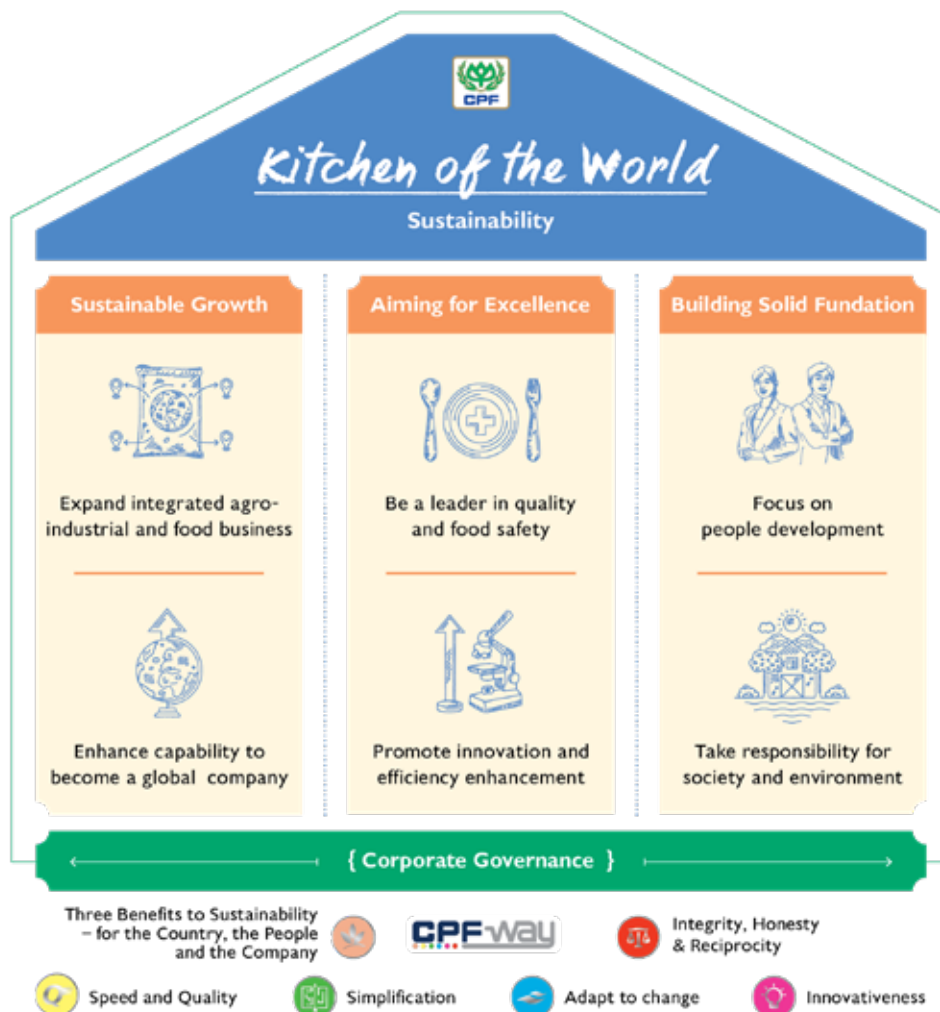 CPF
Kitchen of the World
Sustainability
Sustainable Growth
Expand integrated agro-
industrial and food business
Enhance capability to
become a global company
Aiming for Excellence
Be a leader in quality
and food safety
Promote innovation and
efficiency enhancement
Building Solid Fundation
Focus on
people development
Take responsibility for
society and environment
{ Corporate Governance }
Three Benefits to Sustainability
– for the Country, the People
and the Company
CPF-way
Integrity, Honesty
& Reciprocity
Speed and Quality
Simplification
Adapt to change
Innovativeness